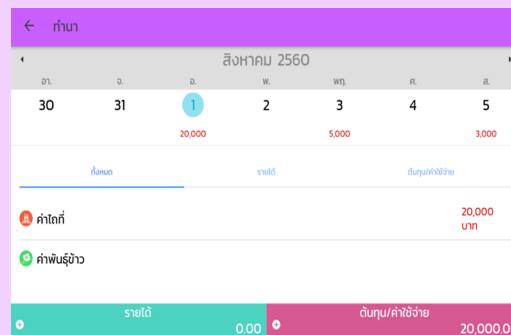 ทำนา
สิงหาคม 2560
อา. จ. อ. พ. พฤ. ศ. ส.
30 31 1 2 3 4 5
20,000 5,000 3,000
ทั้งหมด รายได้ ต้นทุน/ค่าใช้จ่าย
ค่าไถที่ 20,000
บาท
ค่าพันธุ์ข้าว
รายได้ ต้นทุน/ค่าใช้จ่าย
0.00 20,000.0